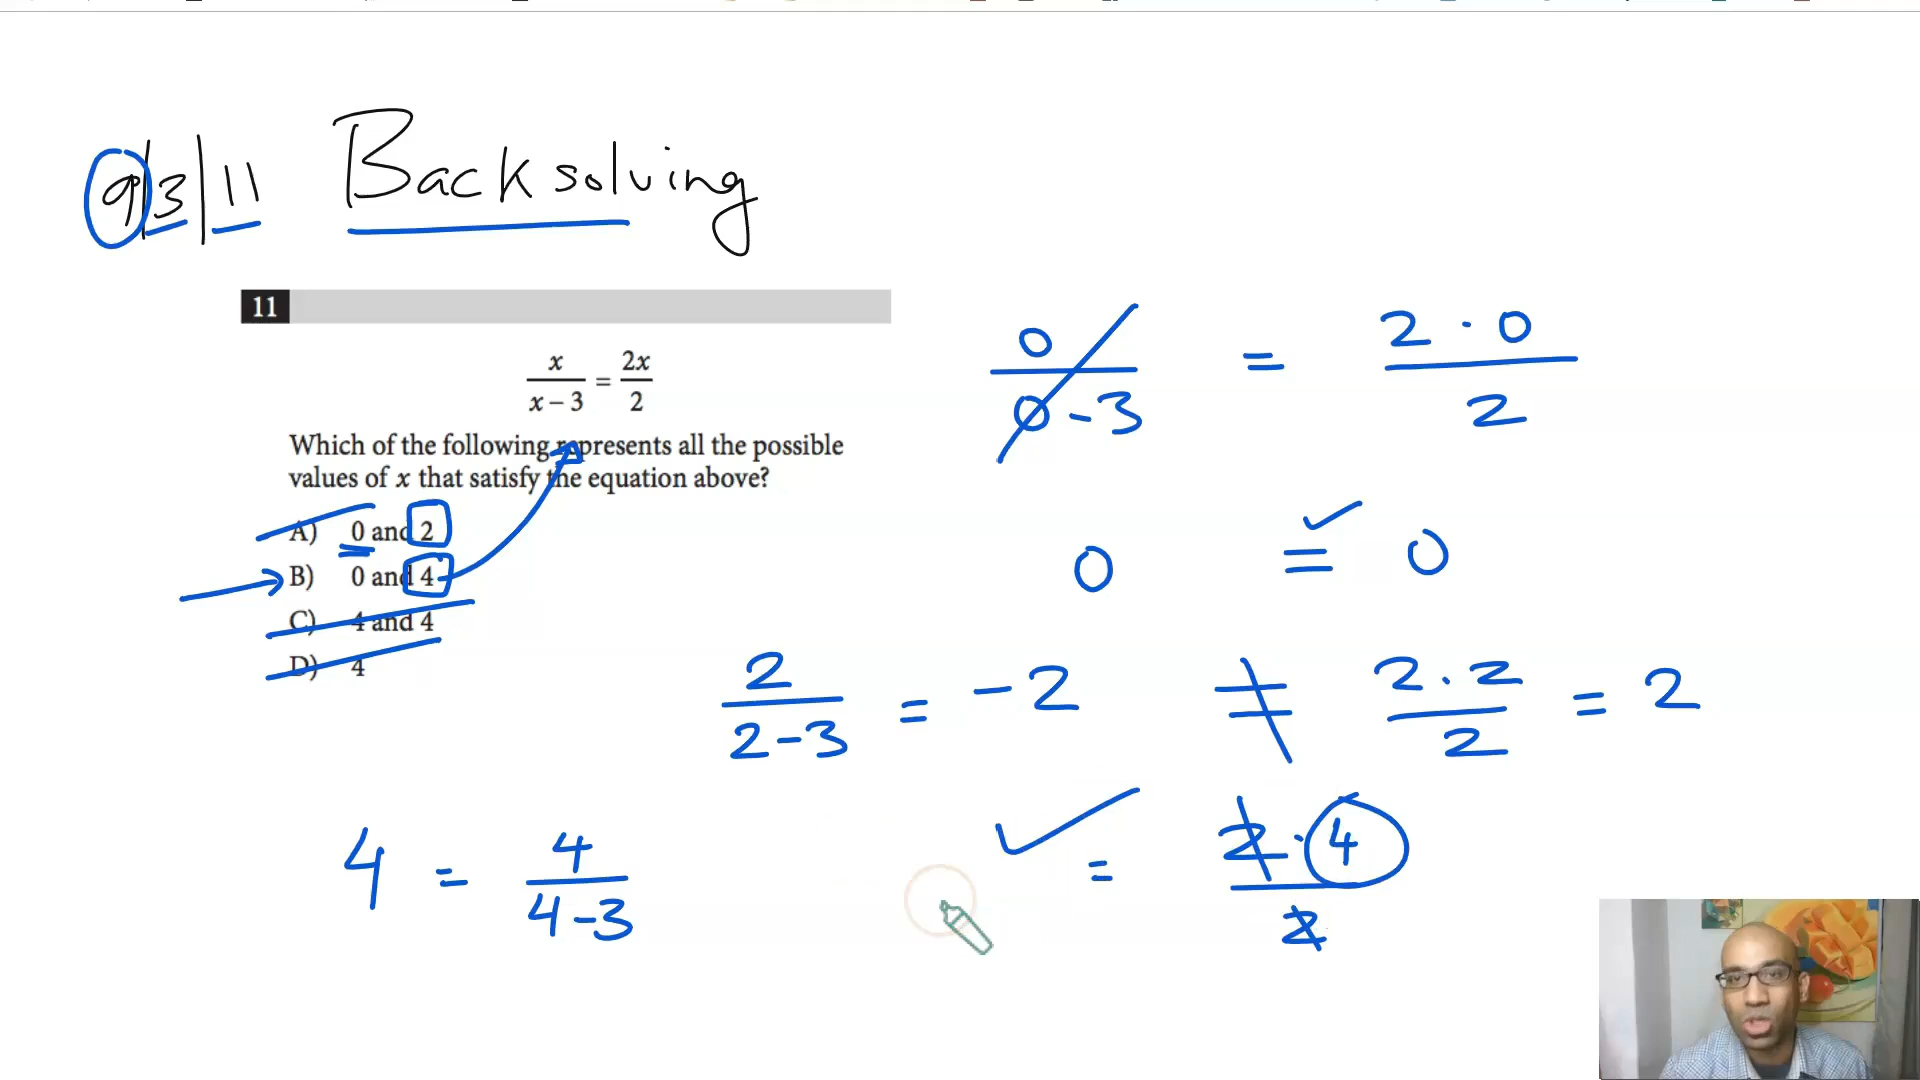 9|3|11 Backsolving
11
x/(x – 3) = 2x/2
Which of the following represents all the possible
values of x that satisfy the equation above?
A) 0 and 2
B) 0 and 4
C) 4 and 4
D) 4
0/(0-3) = (2 · 0)/2
0 = 0
2/(2-3) = -2 ≠ (2 · 2)/2 = 2
4 = 4/(4-3) = (2 · 4)/2